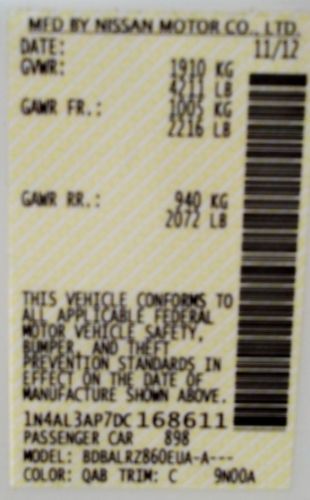 MFD BY NISSAN MOTOR CO., LTD.
DATE: 11/12
GVWR: 1910 KG
4211 LB
GAWR FR.: 1005 KG
2216 LB
GAWR RR.: 940 KG
2072 LB
THIS VEHICLE CONFORMS TO
ALL APPLICABLE FEDERAL
MOTOR VEHICLE SAFETY,
BUMPER, AND THEFT
PREVENTION STANDARDS IN
EFFECT ON THE DATE OF
MANUFACTURE SHOWN ABOVE.
1N4AL3AP7DC168611
PASSENGER CAR 898
MODEL: BDBALRZ860EUA-A---
COLOR: QAB TRIM: C 9N00A